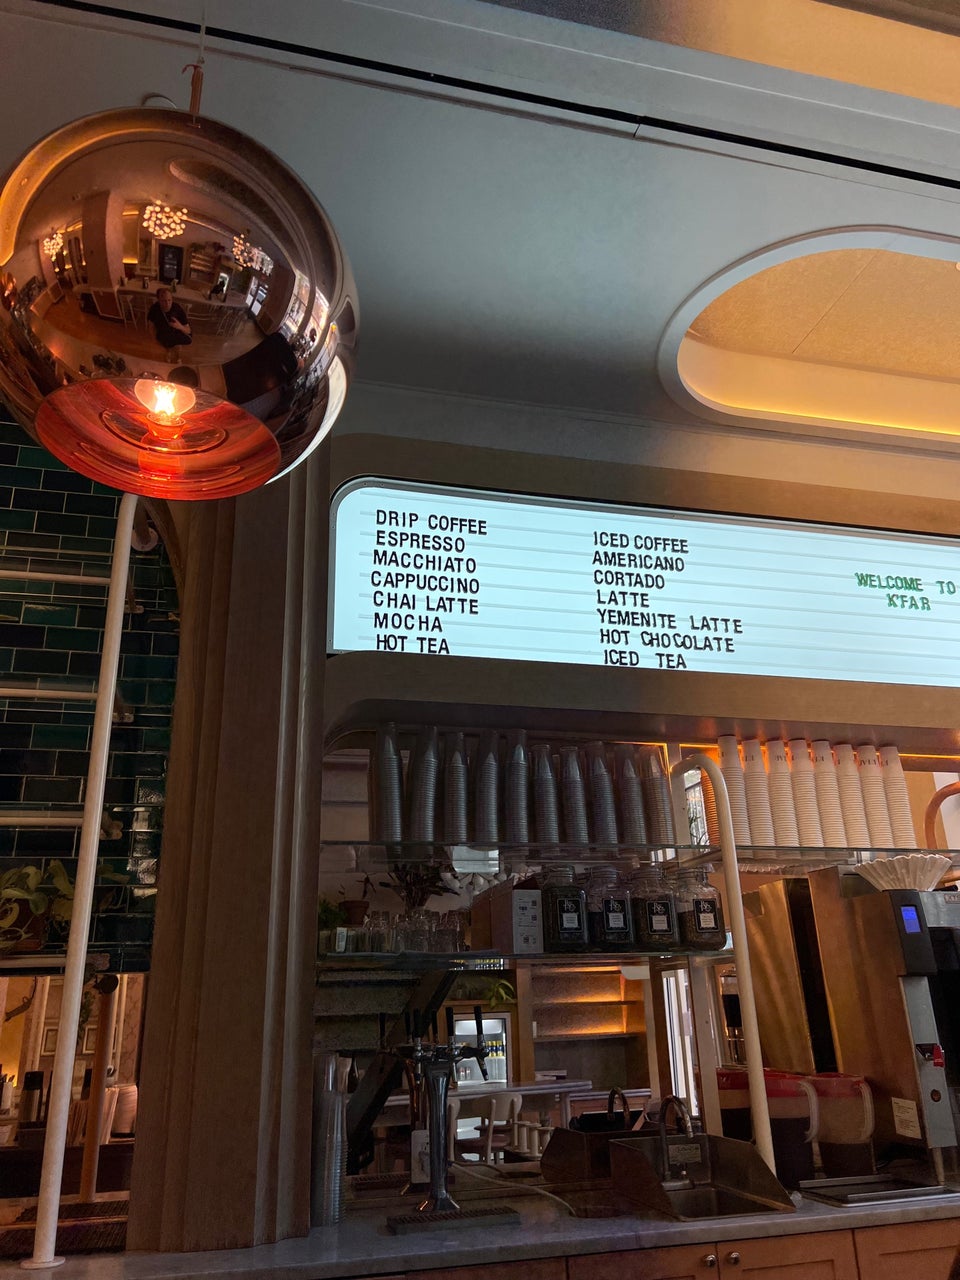 DRIP COFFEE
ESPRESSO
MACCHIATO
CAPPUCCINO
CHAI LATTE
MOCHA
HOT TEA
ICED COFFEE
AMERICANO
CORTADO
LATTE
YEMENITE LATTE
HOT CHOCOLATE
ICED TEA
WELCOME TO
K'FAR